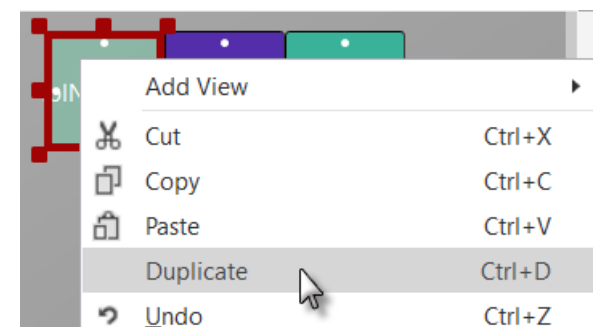 Add View
Cut Ctrl+X
Copy Ctrl+C
Paste Ctrl+V
Duplicate Ctrl+D
Undo Ctrl+Z